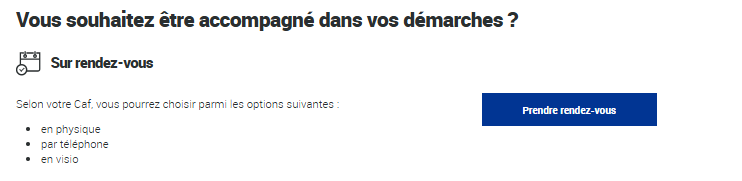 Vous souhaitez être accompagné dans vos démarches ?
Sur rendez-vous
Selon votre Caf, vous pourrez choisir parmi les options suivantes :
Prendre rendez-vous
en physique
par téléphone
en visio